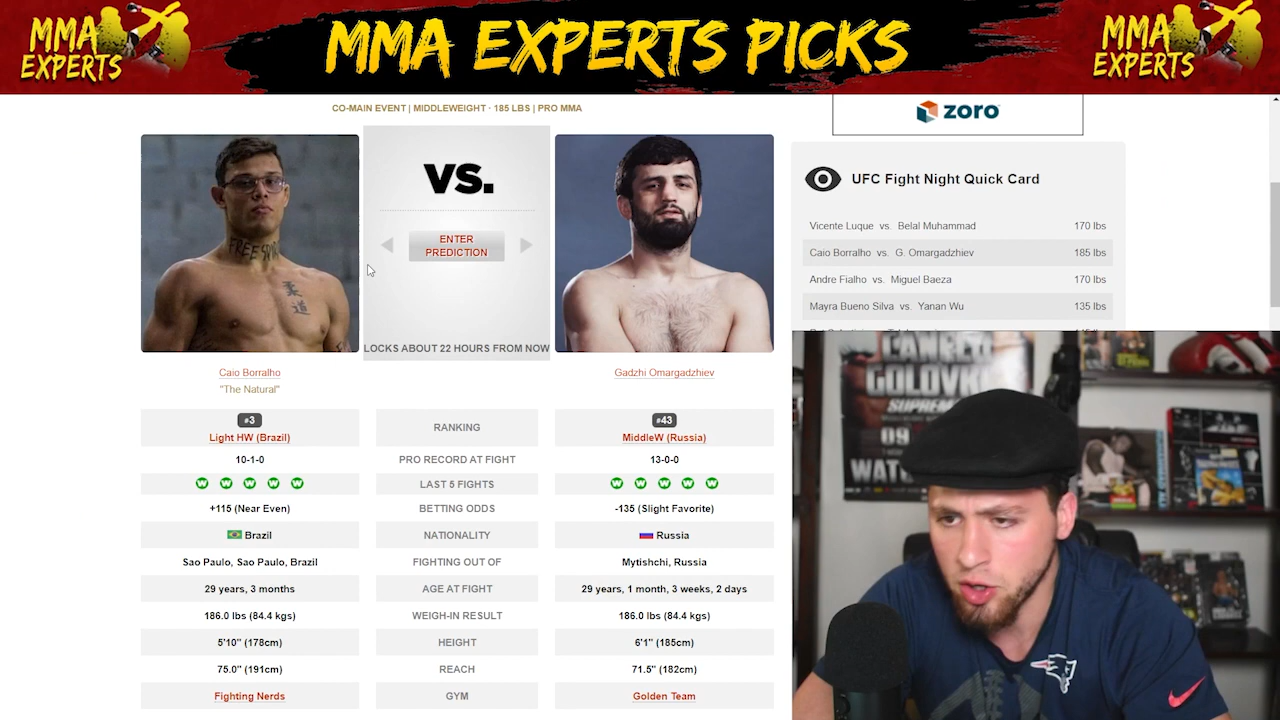 MMA
EXPERTS
MMA EXPERTS PICKS
MMA
EXPERTS
CO-MAIN EVENT | MIDDLEWEIGHT · 185 LBS | PRO MMA
zoro
VS.
ENTER
PREDICTION
LOCKS ABOUT 22 HOURS FROM NOW
FREE
柔
道
UFC Fight Night Quick Card
Vicente Luque vs. Belal Muhammad 170 lbs
Caio Borralho vs. G. Omargadzhiev 185 lbs
Andre Fialho vs. Miguel Baeza 170 lbs
Mayra Bueno Silva vs. Yanan Wu 135 lbs
Caio Borralho
"The Natural"
Gadzhi Omargadzhiev
#3
Light HW (Brazil)
RANKING
#43
MiddleW (Russia)
10-1-0 PRO RECORD AT FIGHT 13-0-0
W W W W W LAST 5 FIGHTS W W W W W
+115 (Near Even) BETTING ODDS -135 (Slight Favorite)
Brazil NATIONALITY Russia
Sao Paulo, Sao Paulo, Brazil FIGHTING OUT OF Mytishchi, Russia
29 years, 3 months AGE AT FIGHT 29 years, 1 month, 3 weeks, 2 days
186.0 lbs (84.4 kgs) WEIGH-IN RESULT 186.0 lbs (84.4 kgs)
5'10" (178cm) HEIGHT 6'1" (185cm)
75.0" (191cm) REACH 71.5" (182cm)
Fighting Nerds GYM Golden Team
CANELO
GOLOVK
SUPREM
09
WATC